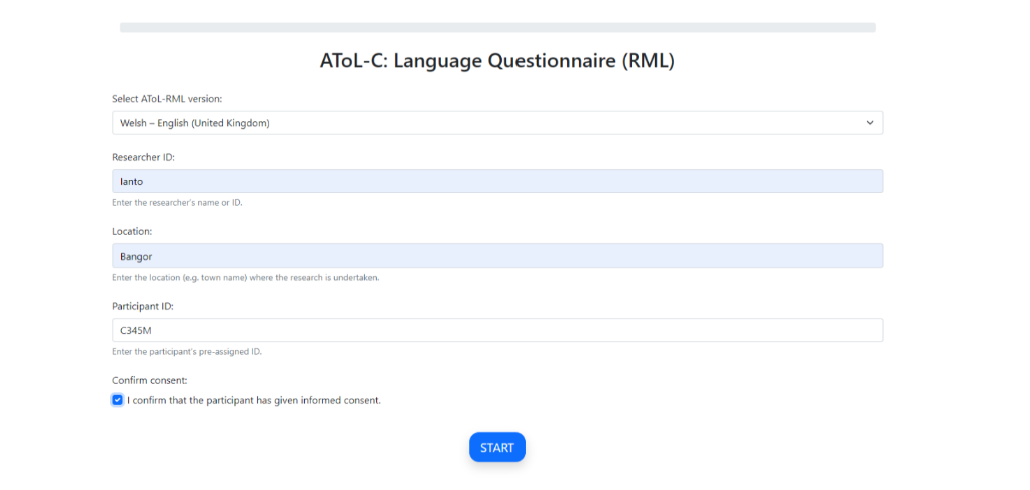 AToL-C: Language Questionnaire (RML)
Select AToL-RML version:
Welsh – English (United Kingdom)
Researcher ID:
Ianto
Enter the researcher's name or ID.
Location:
Bangor
Enter the location (e.g. town name) where the research is undertaken.
Participant ID:
C345M
Enter the participant's pre-assigned ID.
Confirm consent:
I confirm that the participant has given informed consent.
START